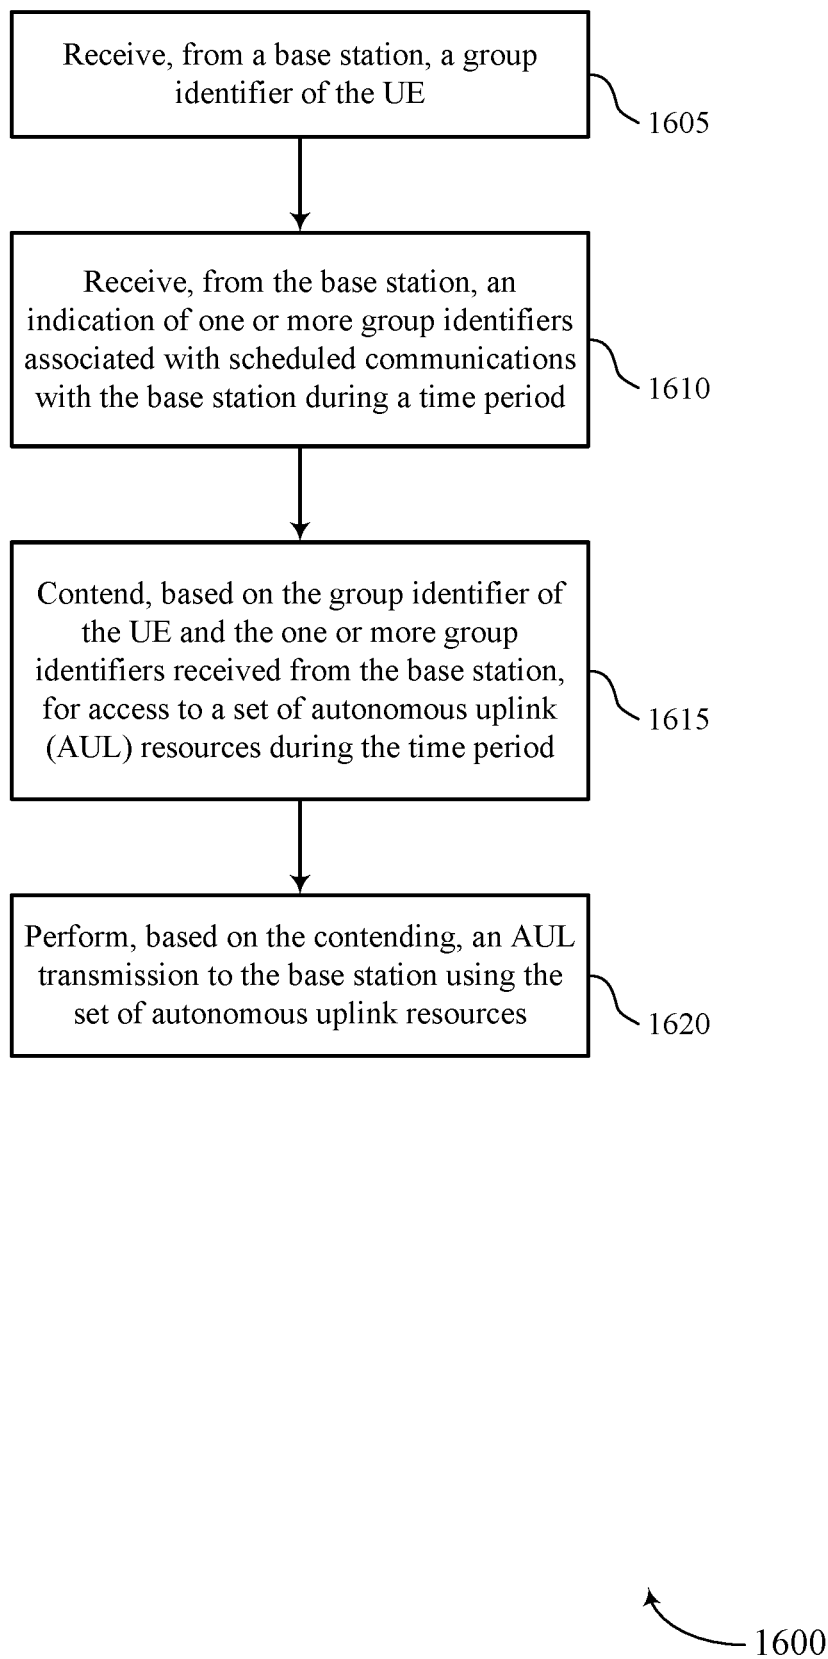 Receive, from a base station, a group
identifier of the UE
1605
Receive, from the base station, an
indication of one or more group identifiers
associated with scheduled communications
with the base station during a time period
1610
Contend, based on the group identifier of
the UE and the one or more group
identifiers received from the base station,
for access to a set of autonomous uplink
(AUL) resources during the time period
1615
Perform, based on the contending, an AUL
transmission to the base station using the
set of autonomous uplink resources
1620
1600